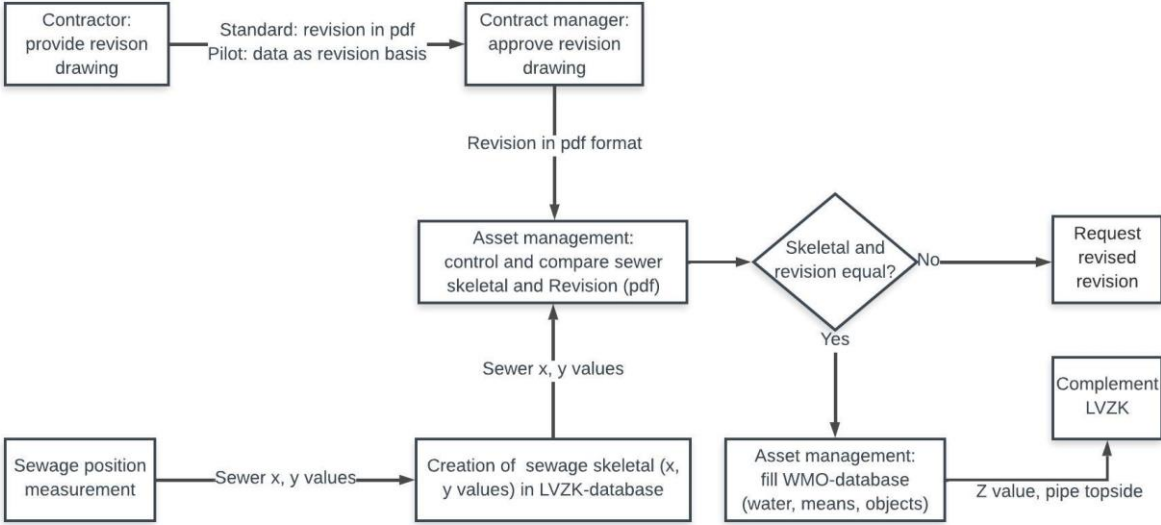 Contractor:
provide revison
drawing
Standard: revision in pdf
Pilot: data as revision basis
Contract manager:
approve revision
drawing
Revision in pdf format
Asset management:
control and compare sewer
skeletal and Revision (pdf)
Skeletal and
revision equal?
No
Request
revised
revision
Yes
Sewer x, y values
Complement
LVZK
Sewage position
measurement
Sewer x, y values
Creation of sewage skeletal (x,
y values) in LVZK-database
Asset management:
fill WMO-database
(water, means, objects)
Z value, pipe topside